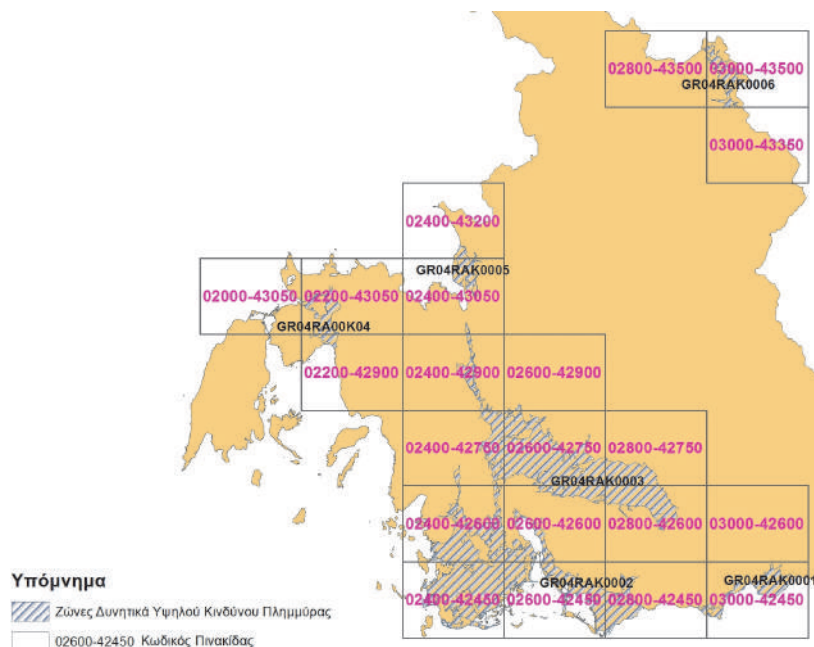 02800-43500 03000-43500
GR04RAK0006
03000-43350
02400-43200
GR04RAK0005
02000-43050 02200-43050 02400-43050
GR04RA00K04
02200-42900 02400-42900 02600-42900
02400-42750 02600-42750 02800-42750
GR04RAK0003
02400-42600 02600-42600 02800-42600 03000-42600
GR04RAK0002 GR04RAK0001
02400-42450 02600-42450 02800-42450 03000-42450
Υπόμνημα
Ζώνες Δυνητικά Υψηλού Κινδύνου Πλημμύρας
02600-42450 Κωδικός Πινακίδας